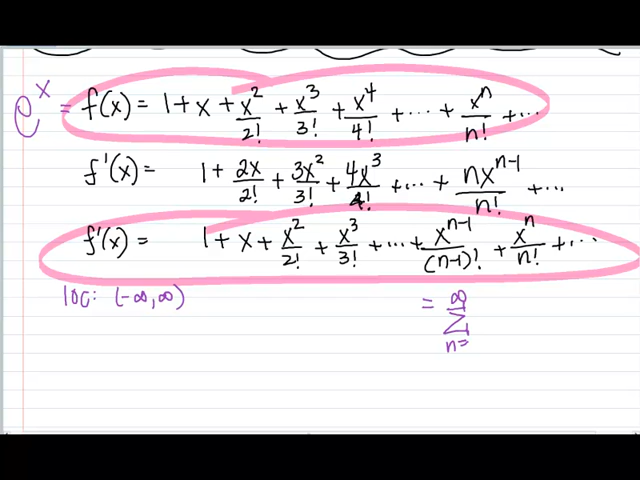 e^x = f(x) = 1 + x + x^2/2! + x^3/3! + x^4/4! + ... + x^n/n! + ...
f'(x) = 1 + 2x/2! + 3x^2/3! + 4x^3/4! + ... + nx^(n-1)/n! + ...
f'(x) = 1 + x + x^2/2! + x^3/3! + ... + x^(n-1)/(n-1)! + x^n/n! + ...
IOC: (-∞, ∞) = ∞ Σ n=